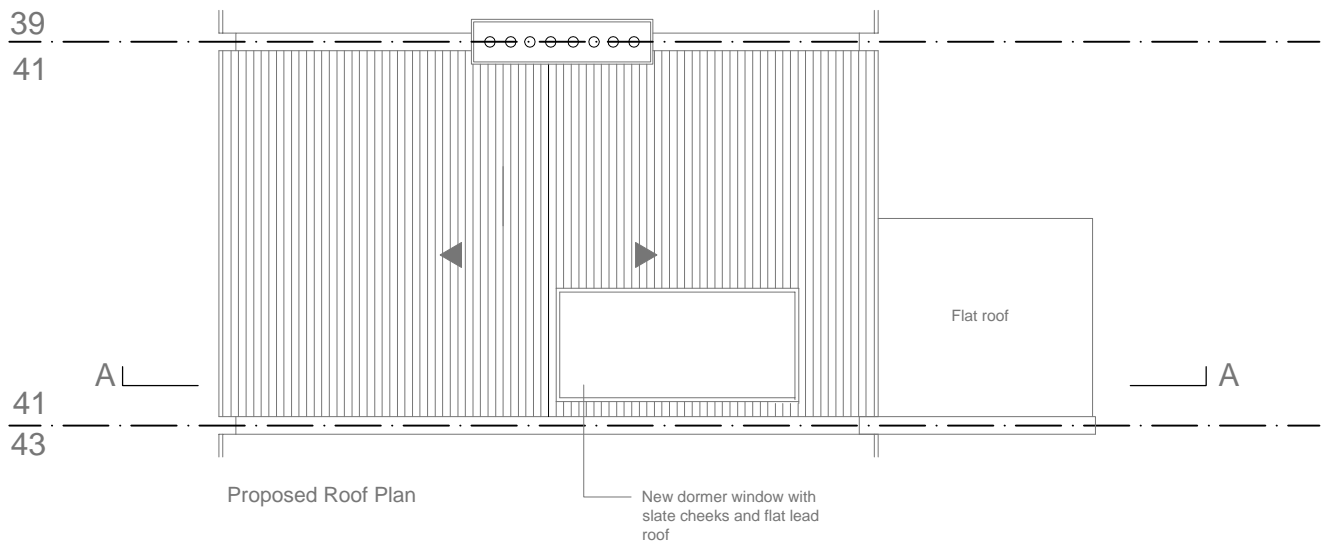 39
41
Flat roof
A
A
41
43
Proposed Roof Plan
New dormer window with
slate cheeks and flat lead
roof